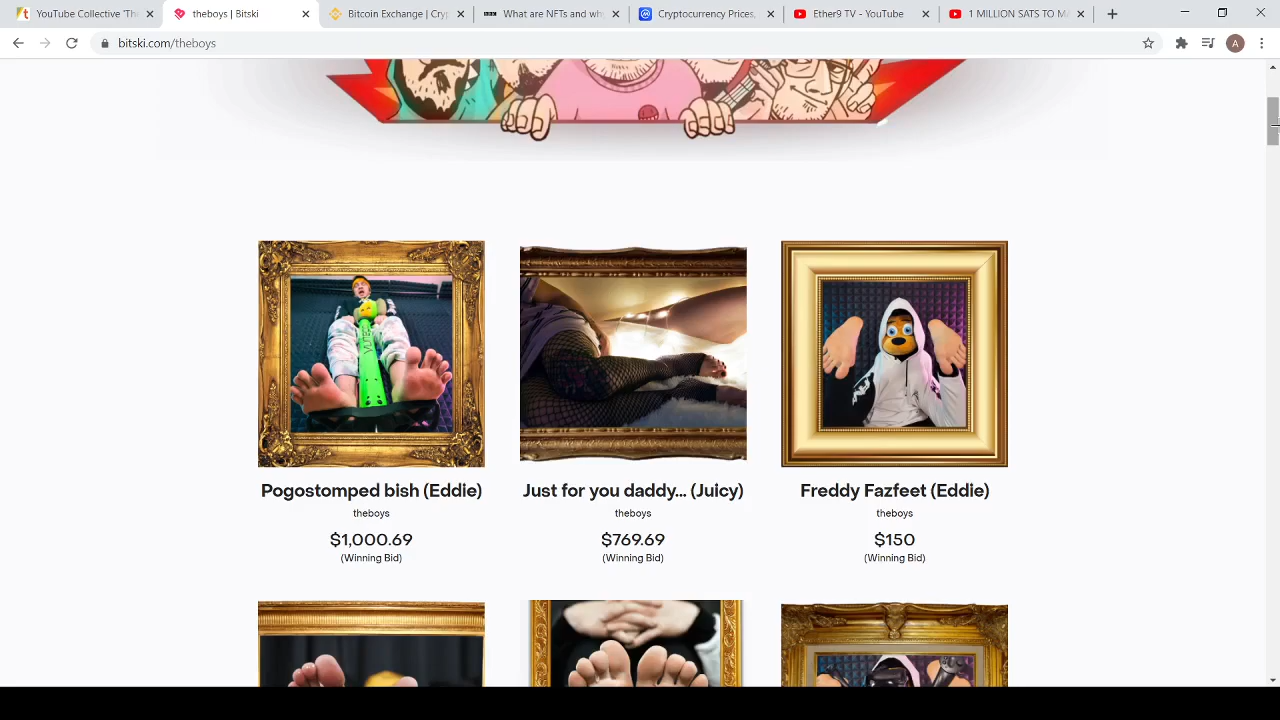 YouTube Collective 'Th
theboys | Bitski
Bitcoin Exchange | Cryp
What are NFTs and wh
Cryptocurrency Prices,
Ether9 TV - YouTube
1 MILLION SATS TO M
bitski.com/theboys
A
Pogostomped bish (Eddie)
theboys
$1,000.69
(Winning Bid)
Just for you daddy... (Juicy)
theboys
$769.69
(Winning Bid)
Freddy Fazfeet (Eddie)
theboys
$150
(Winning Bid)